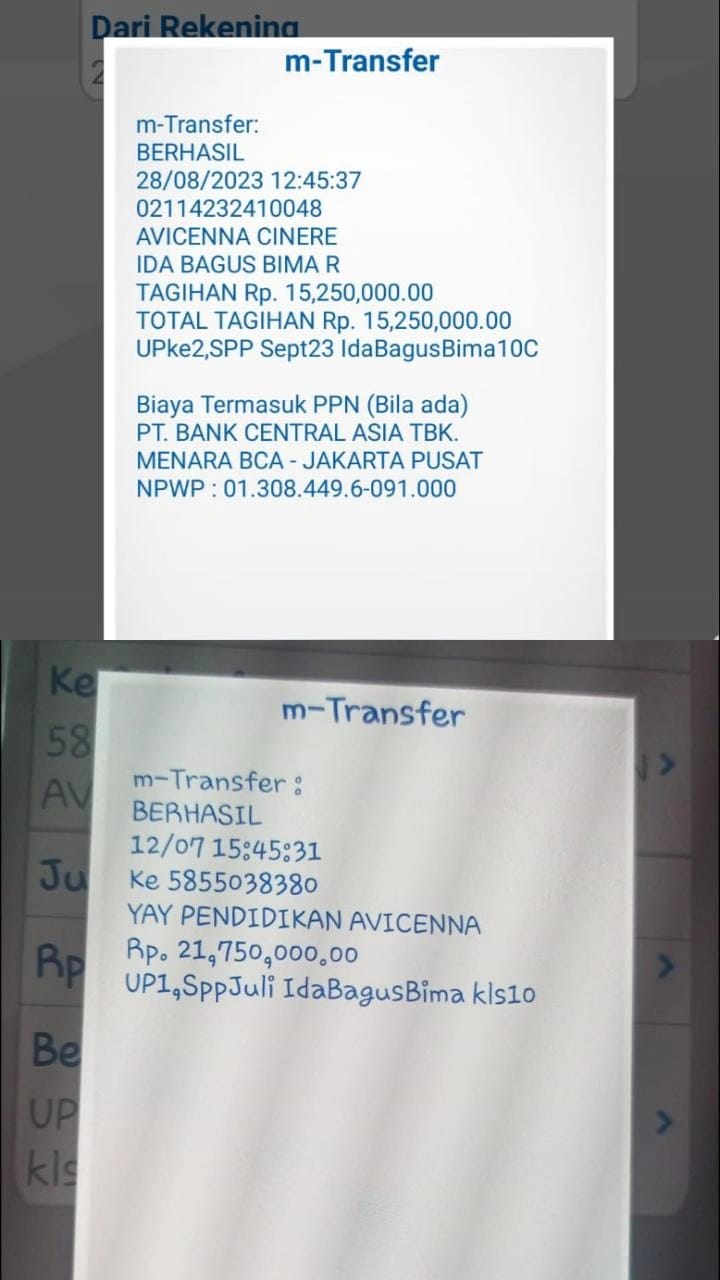 Dari Rekening
2
m-Transfer
m-Transfer:
BERHASIL
28/08/2023 12:45:37
02114232410048
AVICENNA CINERE
IDA BAGUS BIMA R
TAGIHAN Rp. 15,250,000.00
TOTAL TAGIHAN Rp. 15,250,000.00
UPke2,SPP Sept23 IdaBagusBima10C
Biaya Termasuk PPN (Bila ada)
PT. BANK CENTRAL ASIA TBK.
MENARA BCA - JAKARTA PUSAT
NPWP : 01.308.449.6-091.000
Ke
58
AV
Ju
Rp
Be
UP
kls
m-Transfer
m-Transfer :
BERHASIL
12/07 15:45:31
Ke 5855038380
YAY PENDIDIKAN AVICENNA
Rp. 21,750,000.00
UP1,SppJuli IdaBagusBima kls10